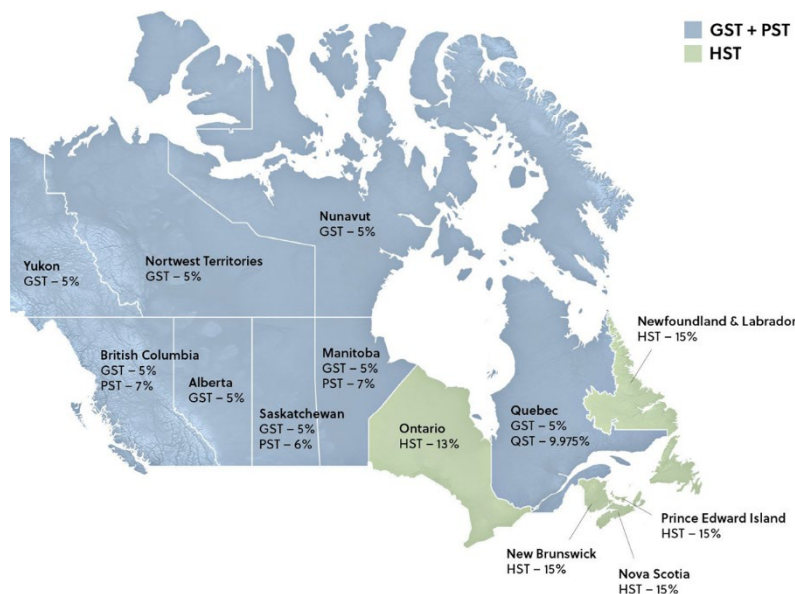 GST + PST
HST
Nunavut
GST – 5%
Yukon
GST – 5%
Nortwest Territories
GST – 5%
British Columbia
GST – 5%
PST – 7%
Alberta
GST – 5%
Saskatchewan
GST – 5%
PST – 6%
Manitoba
GST – 5%
PST – 7%
Ontario
HST – 13%
Quebec
GST – 5%
QST – 9.975%
Newfoundland & Labrador
HST – 15%
Prince Edward Island
HST – 15%
New Brunswick
HST – 15%
Nova Scotia
HST – 15%